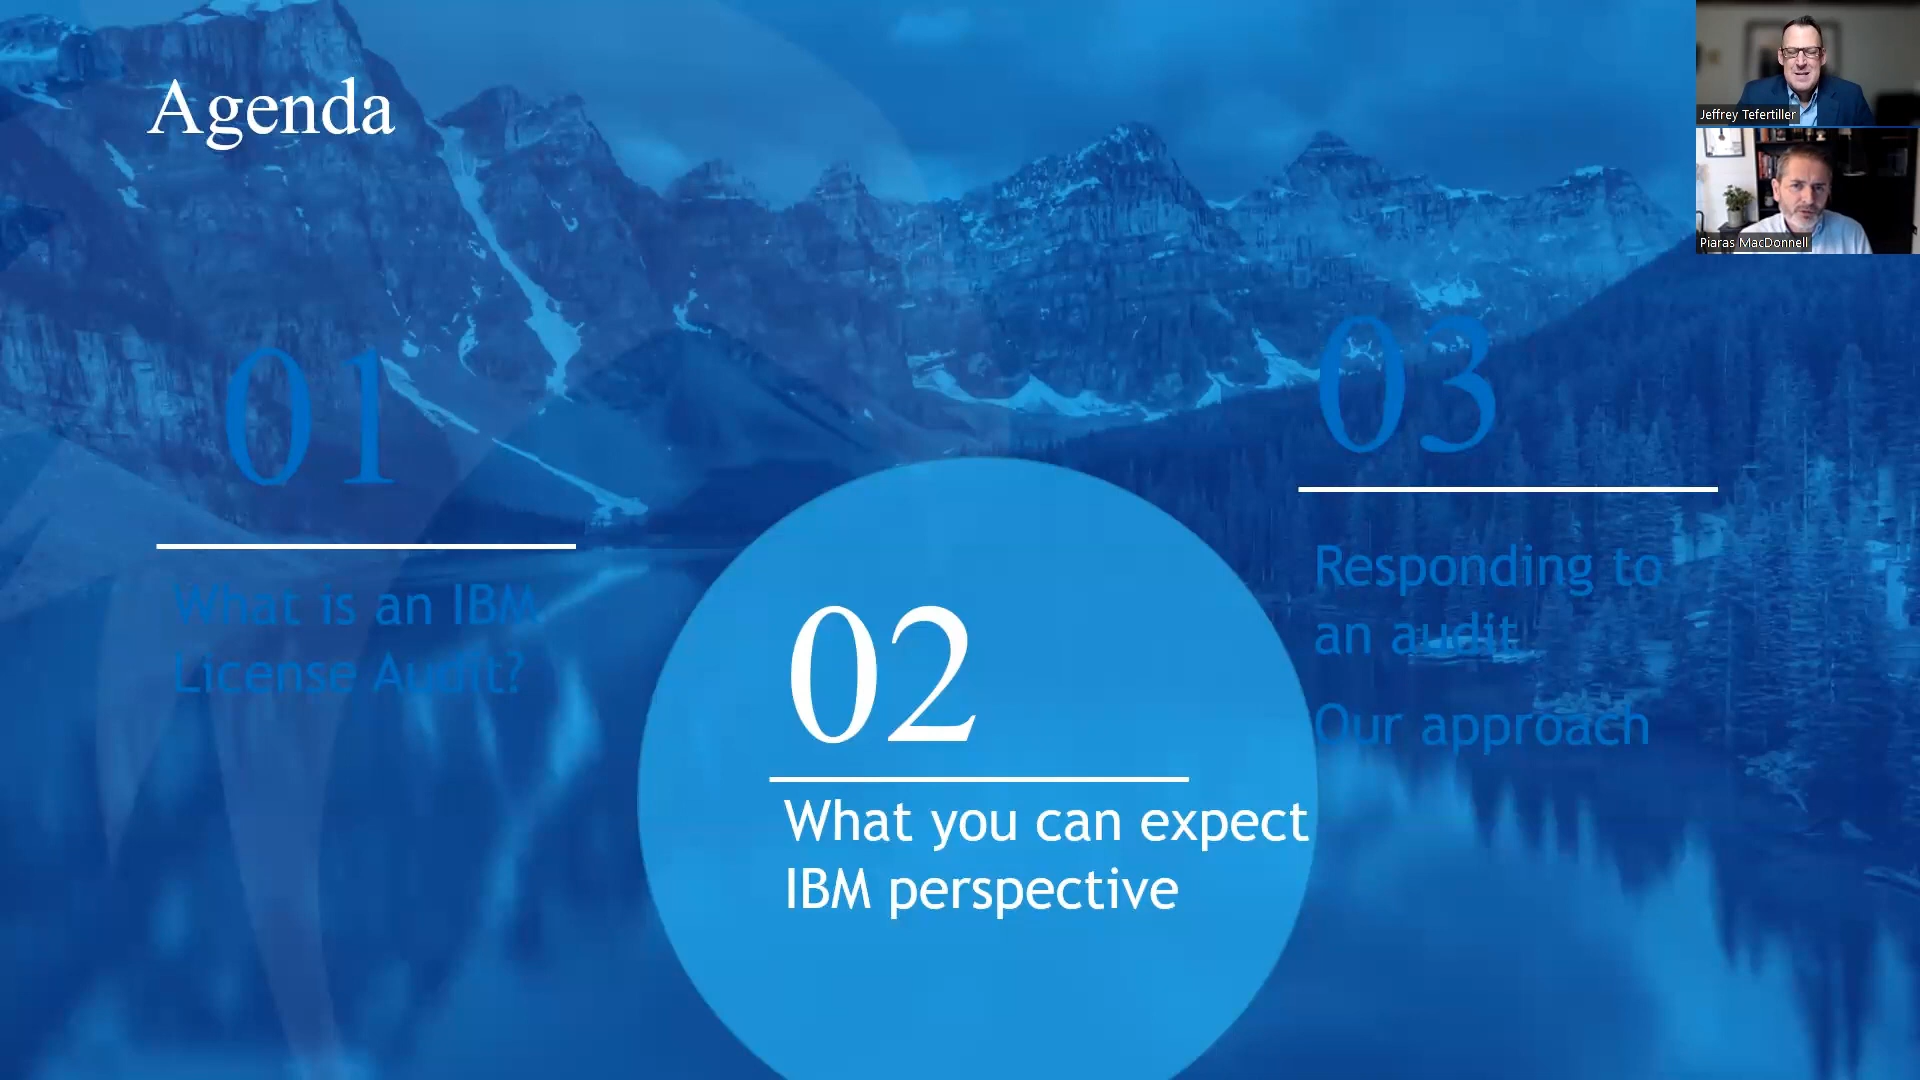 Agenda
01
What is an IBM
License Audit?
02
What you can expect
IBM perspective
03
Responding to
an audit
Our approach
Jeffrey Tefertiller
Piaras MacDonnell